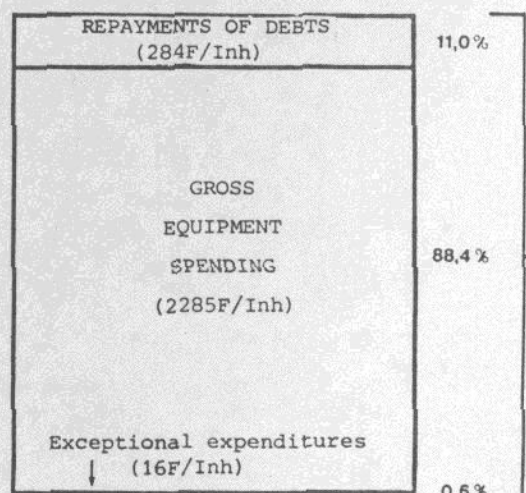 REPAYMENTS OF DEBTS
(284F/Inh)
11,0 %
GROSS
EQUIPMENT
SPENDING
(2285F/Inh)
88,4 %
Exceptional expenditures
(16F/Inh)
0,6 %